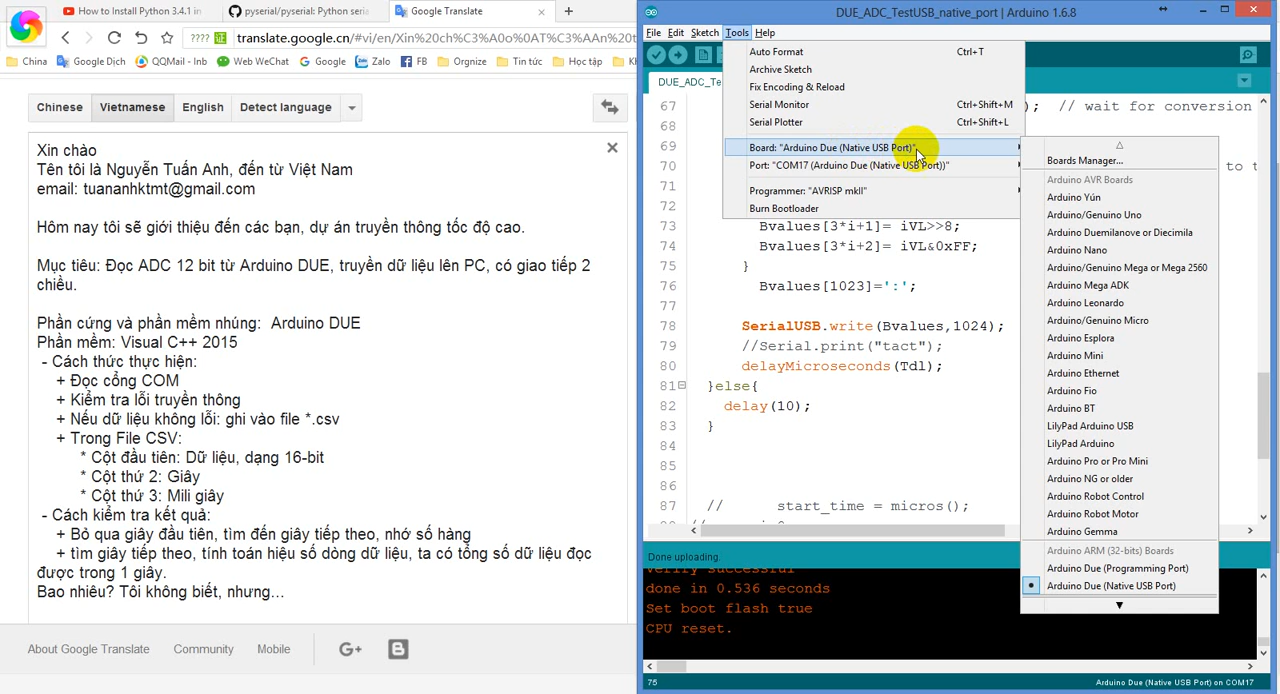 How to Install Python 3.4.1 in
pyserial/pyserial: Python seria
Google Translate
???? 证 translate.google.cn/#vi/en/Xin%20ch%C3%A0o%0AT%C3%AAn%20t
China Google Dịch QQMail - Inb Web WeChat Google Zalo FB Orgnize Tin tức Học tập
Chinese Vietnamese English Detect language
Xin chào
Tên tôi là Nguyễn Tuấn Anh, đến từ Việt Nam
email: tuananhktmt@gmail.com
Hôm nay tôi sẽ giới thiệu đến các bạn, dự án truyền thông tốc độ cao.
Mục tiêu: Đọc ADC 12 bit từ Arduino DUE, truyền dữ liệu lên PC, có giao tiếp 2
chiều.
Phần cứng và phần mềm nhúng: Arduino DUE
Phần mềm: Visual C++ 2015
- Cách thức thực hiện:
+ Đọc cổng COM
+ Kiểm tra lỗi truyền thông
+ Nếu dữ liệu không lỗi: ghi vào file *.csv
+ Trong File CSV:
* Cột đầu tiên: Dữ liệu, dạng 16-bit
* Cột thứ 2: Giây
* Cột thứ 3: Mili giây
- Cách kiểm tra kết quả:
+ Bỏ qua giây đầu tiên, tìm đến giây tiếp theo, nhớ số hàng
+ tìm giây tiếp theo, tính toán hiệu số dòng dữ liệu, ta có tổng số dữ liệu đọc
được trong 1 giây.
Bao nhiêu? Tôi không biết, nhưng...
About Google Translate Community Mobile G+
DUE_ADC_TestUSB_native_port | Arduino 1.6.8
File Edit Sketch Tools Help
DUE_ADC_Te
Auto Format Ctrl+T
Archive Sketch
Fix Encoding & Reload
Serial Monitor Ctrl+Shift+M
Serial Plotter Ctrl+Shift+L
Board: "Arduino Due (Native USB Port)"
Port: "COM17 (Arduino Due (Native USB Port))"
Programmer: "AVRISP mkII"
Burn Bootloader
Boards Manager...
Arduino AVR Boards
Arduino Yún
Arduino/Genuino Uno
Arduino Duemilanove or Diecimila
Arduino Nano
Arduino/Genuino Mega or Mega 2560
Arduino Mega ADK
Arduino Leonardo
Arduino/Genuino Micro
Arduino Esplora
Arduino Mini
Arduino Ethernet
Arduino Fio
Arduino BT
LilyPad Arduino USB
LilyPad Arduino
Arduino Pro or Pro Mini
Arduino NG or older
Arduino Robot Control
Arduino Robot Motor
Arduino Gemma
Arduino ARM (32-bits) Boards
Arduino Due (Programming Port)
Arduino Due (Native USB Port)
67 ); // wait for conversion
68
69
70 to t
71
72
73 Bvalues[3*i+1]= iVL>>8;
74 Bvalues[3*i+2]= iVL&0xFF;
75 }
76 Bvalues[1023]=':';
77
78 SerialUSB.write(Bvalues,1024);
79 //Serial.print("tact");
80 delayMicroseconds(Tdl);
81 }else{
82 delay(10);
83 }
84
85
86
87 // start_time = micros();
Done uploading.
Verify successful
done in 0.536 seconds
Set boot flash true
CPU reset.
75 Arduino Due (Native USB Port) on COM17